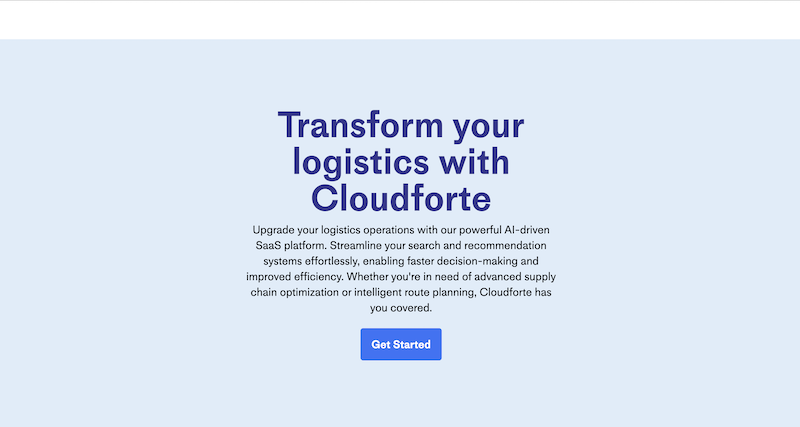 Transform your
logistics with
Cloudforte
Upgrade your logistics operations with our powerful AI-driven
SaaS platform. Streamline your search and recommendation
systems effortlessly, enabling faster decision-making and
improved efficiency. Whether you're in need of advanced supply
chain optimization or intelligent route planning, Cloudforte has
you covered.
Get Started